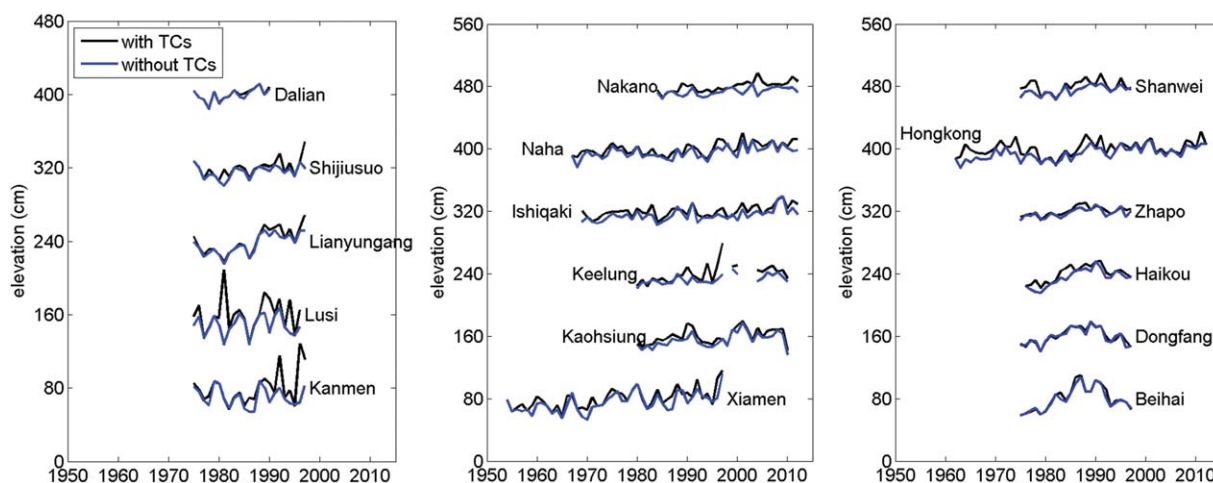 with TCs
without TCs
elevation (cm)
480
400
320
240
160
80
0
Dalian
Shijiusuo
Lianyungang
Lusi
Kanmen
1950 1960 1970 1980 1990 2000 2010
elevation (cm)
560
480
400
320
240
160
80
0
Nakano
Naha
Ishiqaki
Keelung
Kaohsiung
Xiamen
1950 1960 1970 1980 1990 2000 2010
elevation (cm)
560
480
400
320
240
160
80
0
Shanwei
Hongkong
Zhapo
Haikou
Dongfang
Beihai
1950 1960 1970 1980 1990 2000 2010